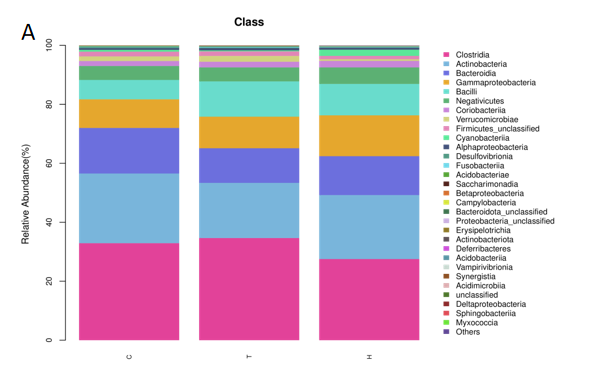 Class
A
100
80
60
40
20
0
Relative Abundance(%)
C
T
H
Clostridia
Actinobacteria
Bacteroidia
Gammaproteobacteria
Bacilli
Negativicutes
Coriobacteriia
Verrucomicrobiae
Firmicutes_unclassified
Cyanobacteriia
Alphaproteobacteria
Desulfovibrionia
Fusobacteriia
Acidobacteriae
Saccharimonadia
Betaproteobacteria
Campylobacteria
Bacteroidota_unclassified
Proteobacteria_unclassified
Erysipelotrichia
Actinobacteriota
Deferribacteres
Acidobacteriia
Vampirivibrionia
Synergistia
Acidimicrobiia
unclassified
Deltaproteobacteria
Sphingobacteriia
Myxococcia
Others